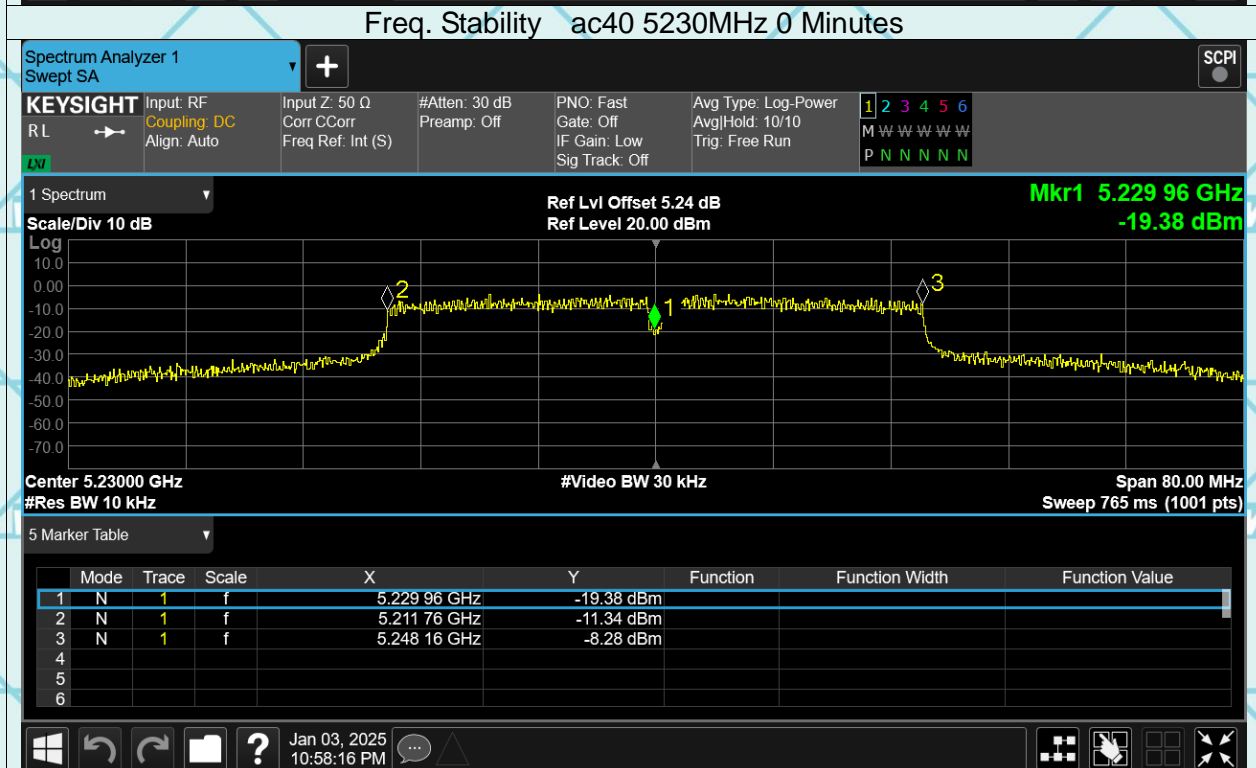 Freq. Stability ac40 5230MHz 0 Minutes
Spectrum Analyzer 1
Swept SA
+
SCPI
KEYSIGHT Input: RF Input Z: 50 Ω #Atten: 30 dB PNO: Fast Avg Type: Log-Power 1 2 3 4 5 6
R L Coupling: DC Corr CCorr Preamp: Off Gate: Off Avg|Hold: 10/10 M W W W W W
Align: Auto Freq Ref: Int (S) IF Gain: Low Trig: Free Run P N N N N N
LXI Sig Track: Off
1 Spectrum Ref Lvl Offset 5.24 dB Mkr1 5.229 96 GHz
Scale/Div 10 dB Ref Level 20.00 dBm -19.38 dBm
Log
10.0
0.00
-10.0
-20.0
-30.0
-40.0
-50.0
-60.0
-70.0
2
1
3
Center 5.23000 GHz #Video BW 30 kHz Span 80.00 MHz
#Res BW 10 kHz Sweep 765 ms (1001 pts)
5 Marker Table
Mode Trace Scale X Y Function Function Width Function Value
1 N 1 f 5.229 96 GHz -19.38 dBm
2 N 1 f 5.211 76 GHz -11.34 dBm
3 N 1 f 5.248 16 GHz -8.28 dBm
4
5
6
? Jan 03, 2025
10:58:16 PM